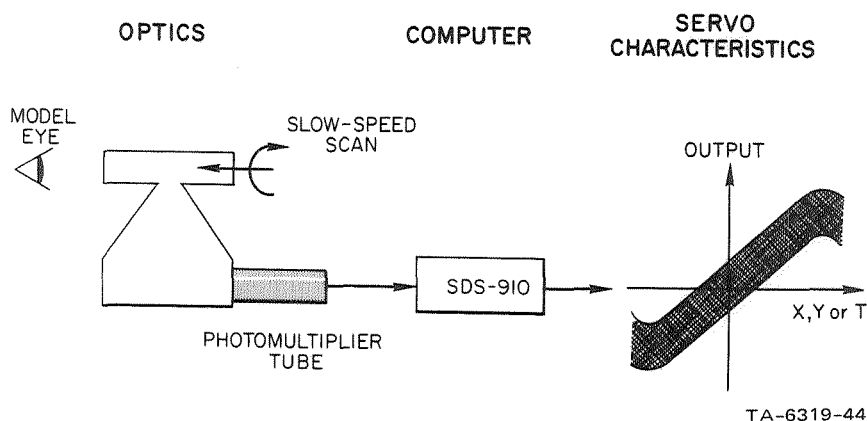 OPTICS
COMPUTER
SERVO
CHARACTERISTICS
MODEL
EYE
SLOW-SPEED
SCAN
OUTPUT
SDS-910
X,Y or T
PHOTOMULTIPLIER
TUBE
TA-6319-44